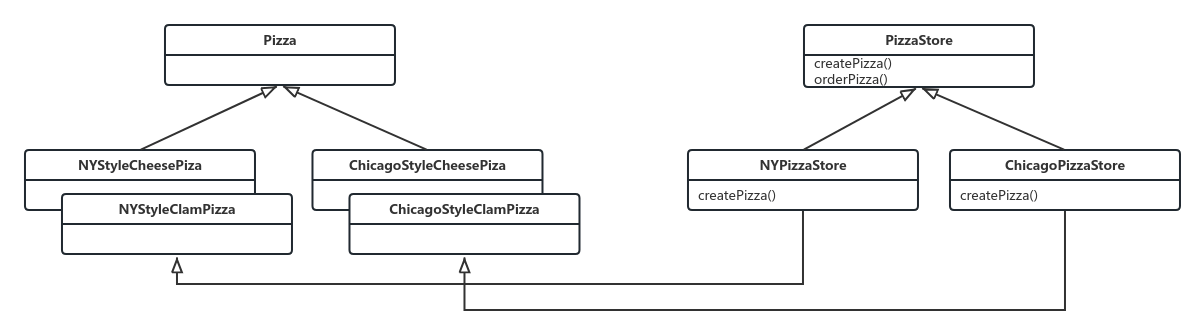 Pizza
PizzaStore
createPizza()
orderPizza()
NYStyleCheesePiza
ChicagoStyleCheesePiza
NYPizzaStore
ChicagoPizzaStore
createPizza()
createPizza()
NYStyleClamPizza
ChicagoStyleClamPizza